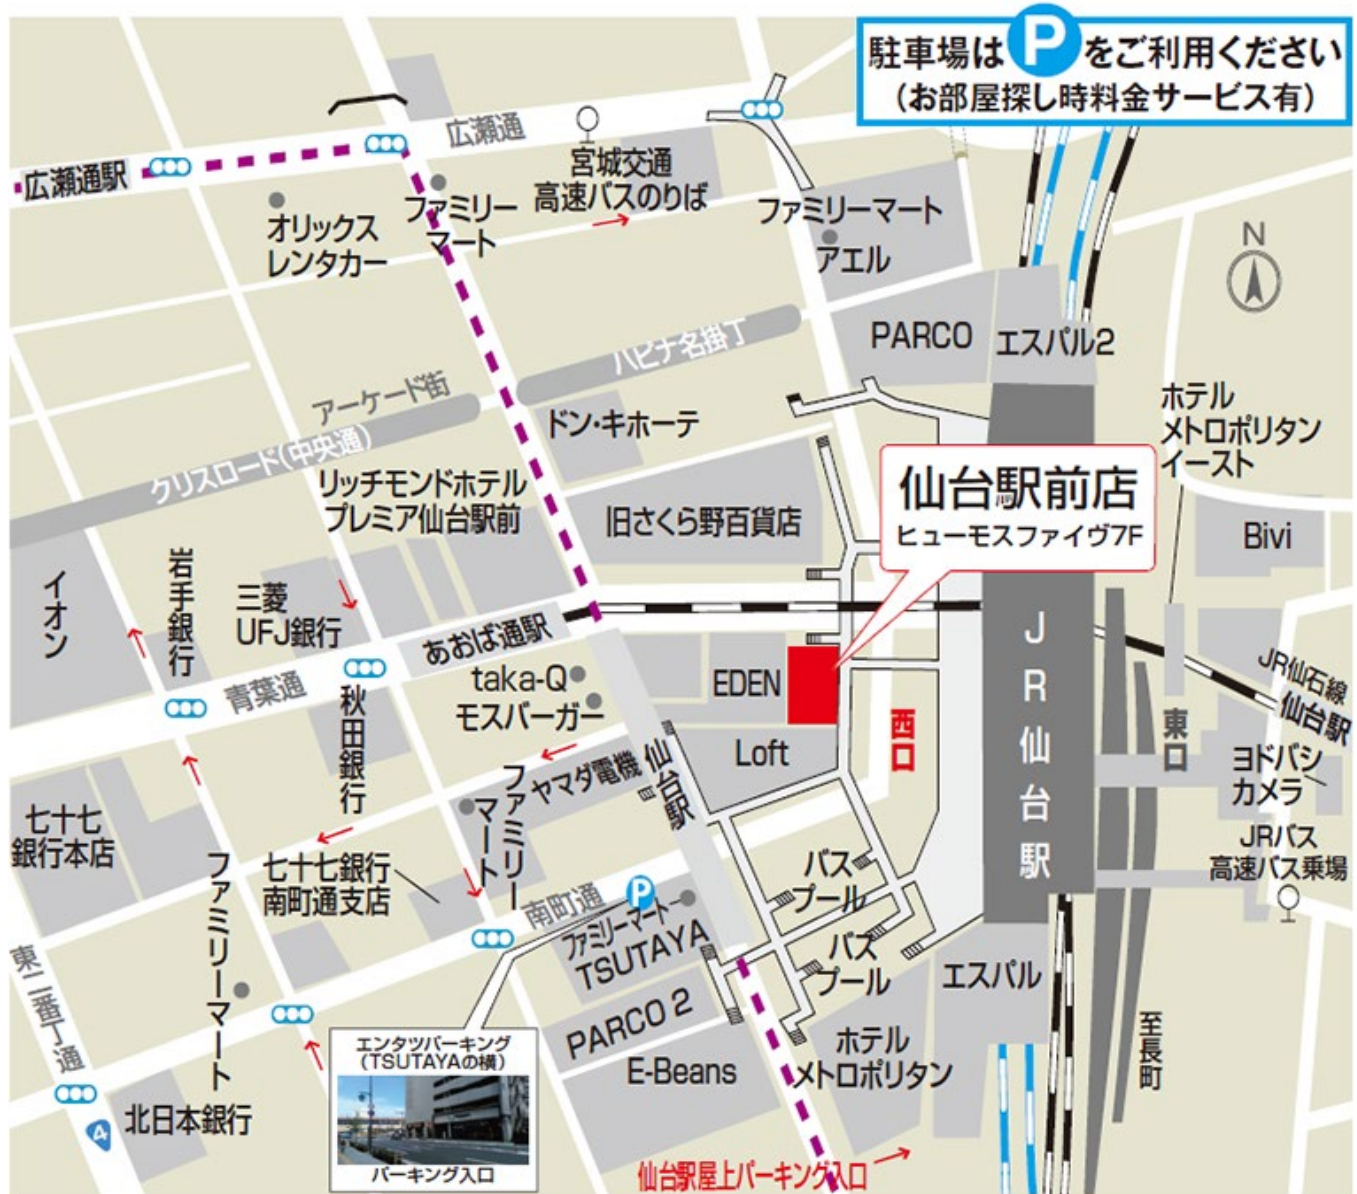 駐車場は P をご利用ください
(お部屋探し時料金サービス有)
広瀬通
宮城交通
高速バスのりば
広瀬通駅
オリックス
レンタカー
ファミリー
マート
ファミリーマート
アエル
N
PARCO
エスパル2
ハピナ名掛丁
アーケード街
クリスロード(中央通)
ドン・キホーテ
ホテル
メトロポリタン
イースト
リッチモンドホテル
プレミア仙台駅前
旧さくら野百貨店
仙台駅前店
ヒューモスファイヴ7F
Bivi
イオン
岩手銀行
三菱
UFJ銀行
あおば通駅
青葉通
taka-Q
モスバーガー
EDEN
Loft
西口
JR仙台駅
東口
JR仙石線
仙台駅
ヨドバシ
カメラ
JRバス
高速バス乗場
秋田銀行
ヤマダ電機
仙台駅
ファミリー
マート
七十七
銀行本店
七十七銀行
南町通支店
ファミリーマート
南町通
P
ファミリーマート
TSUTAYA
バス
プール
バス
プール
エスパル
PARCO 2
E-Beans
ホテル
メトロポリタン
至長町
東二番丁通
4
北日本銀行
エンタツパーキング
(TSUTAYAの横)
パーキング入口
仙台駅屋上パーキング入口